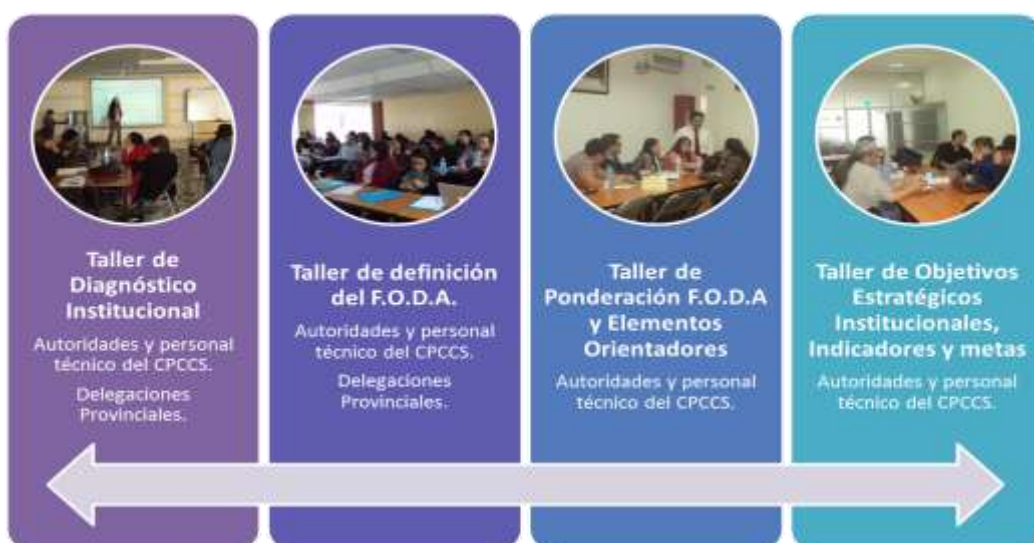 Taller de
Diagnóstico
Institucional
Autoridades y personal
técnico del CPCCS.
Delegaciones
Provinciales.
Taller de definición
del F.O.D.A.
Autoridades y personal
técnico del CPCCS.
Delegaciones
Provinciales.
Taller de
Ponderación F.O.D.A
y Elementos
Orientadores
Autoridades y personal
técnico del CPCCS.
Taller de Objetivos
Estratégicos
Institucionales,
Indicadores y metas
Autoridades y personal
técnico del CPCCS.